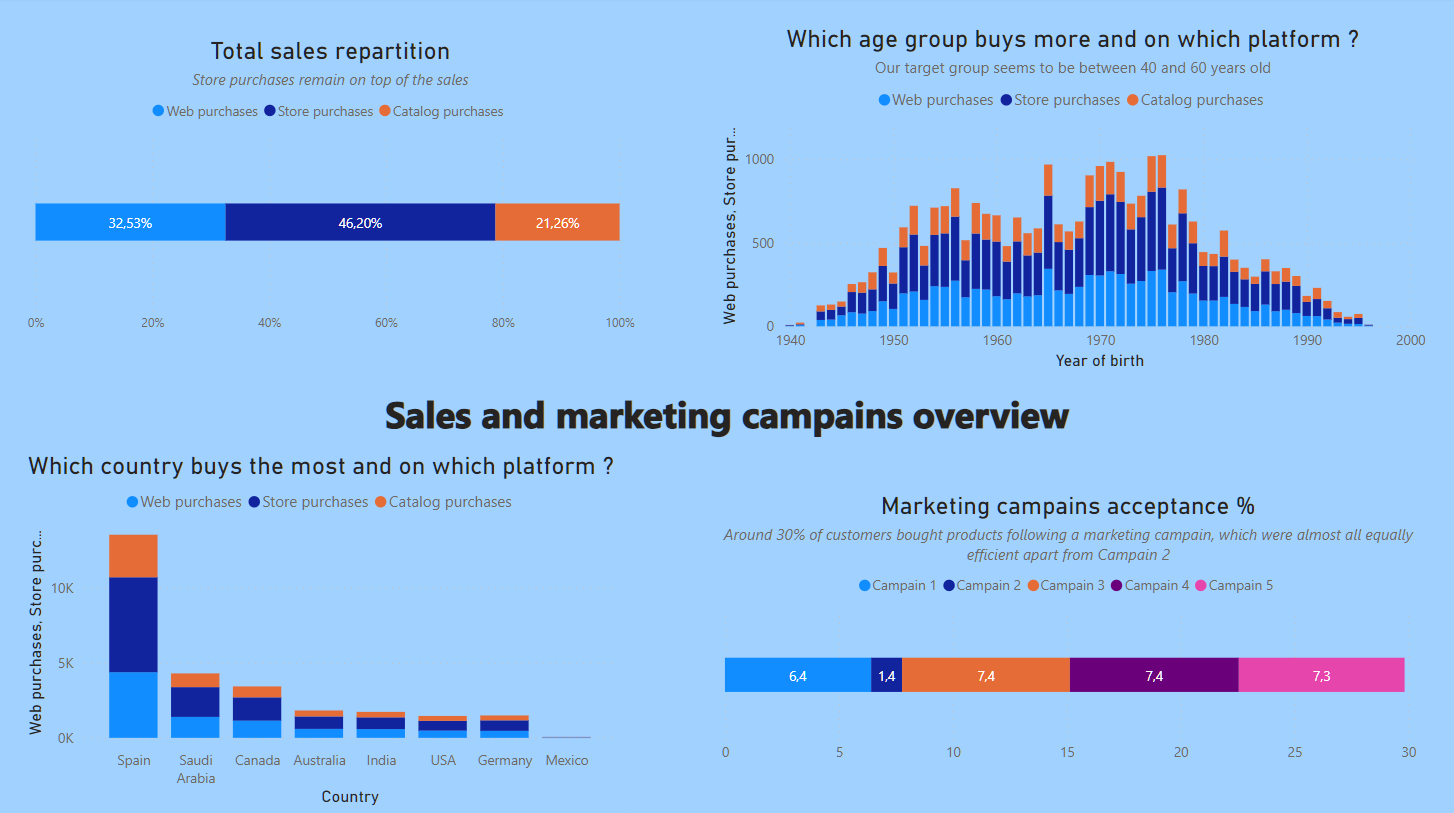 Total sales repartition
Store purchases remain on top of the sales
Web purchases Store purchases Catalog purchases
32,53% 46,20% 21,26%
0% 20% 40% 60% 80% 100%
Which age group buys more and on which platform ?
Our target group seems to be between 40 and 60 years old
Web purchases Store purchases Catalog purchases
Web purchases, Store pur...
1000
500
0
1940 1950 1960 1970 1980 1990 2000
Year of birth
Sales and marketing campains overview
Which country buys the most and on which platform ?
Web purchases Store purchases Catalog purchases
Web purchases, Store purc...
10K
5K
0K
Spain Saudi Arabia Canada Australia India USA Germany Mexico
Country
Marketing campains acceptance %
Around 30% of customers bought products following a marketing campain, which were almost all equally
efficient apart from Campain 2
Campain 1 Campain 2 Campain 3 Campain 4 Campain 5
6,4 1,4 7,4 7,4 7,3
0 5 10 15 20 25 30